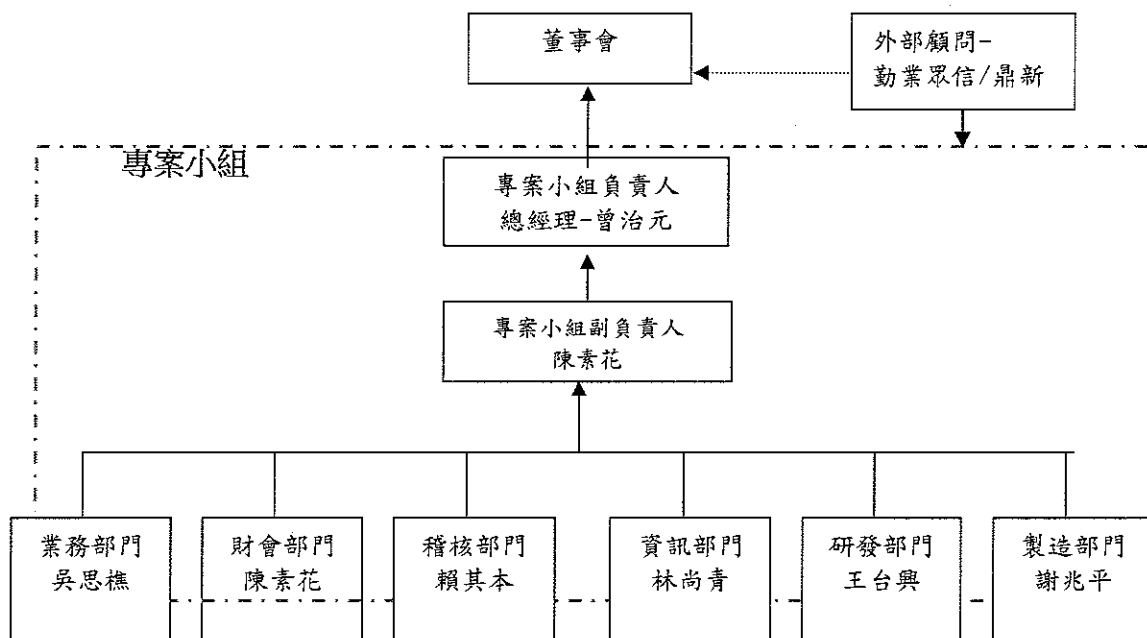 董事會
外部顧問-
勤業眾信/鼎新
專案小組
專案小組負責人
總經理-曾治元
專案小組副負責人
陳素花
業務部門
吳思樵
財會部門
陳素花
稽核部門
賴其本
資訊部門
林尚青
研發部門
王台興
製造部門
謝兆平